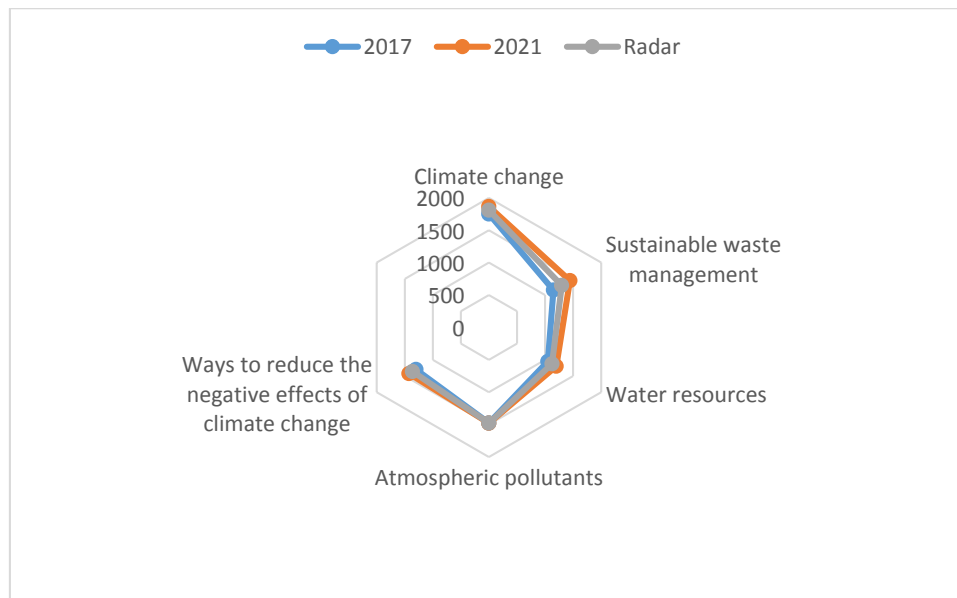 2017 2021 Radar
Climate change
2000
1500
1000
500
0
Sustainable waste
management
Water resources
Atmospheric pollutants
Ways to reduce the
negative effects of
climate change